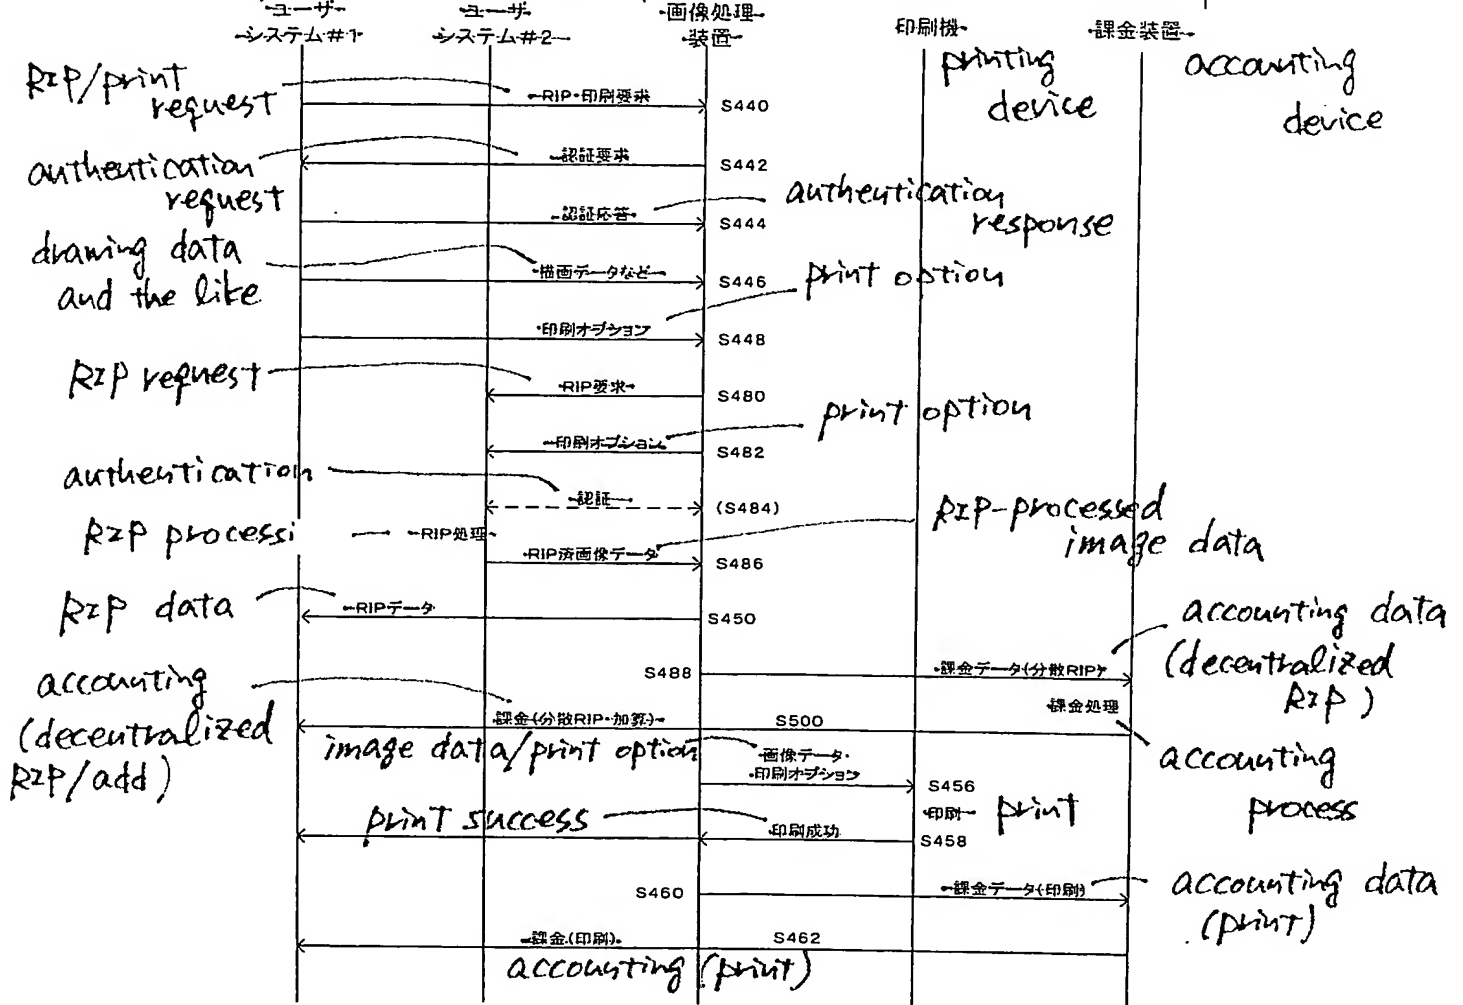 ユーザ
システム#1
ユーザ
システム#2
画像処理
装置
印刷機
課金装置
printing
device
accounting
device
RIP/print
request
RIP・印刷要求
S440
authentication
request
認証要求
S442
認証応答
S444
authentication
response
drawing data
and the like
描画データなど
S446
print option
印刷オプション
S448
RIP request
RIP要求
S480
print option
印刷オプション
S482
authentication
認証
(S484)
RIP processi
RIP処理
RIP済画像データ
S486
RIP-processed
image data
RIP data
RIPデータ
S450
S488
課金データ(分散RIP)
accounting data
(decentralized
RIP)
accounting
(decentralized
RIP/add)
課金(分散RIP・加算)
S500
課金処理
accounting
process
image data/print option
画像データ・
印刷オプション
S456
印刷
print
print success
印刷成功
S458
S460
課金データ(印刷)
accounting data
(print)
課金(印刷)
S462
accounting (print)